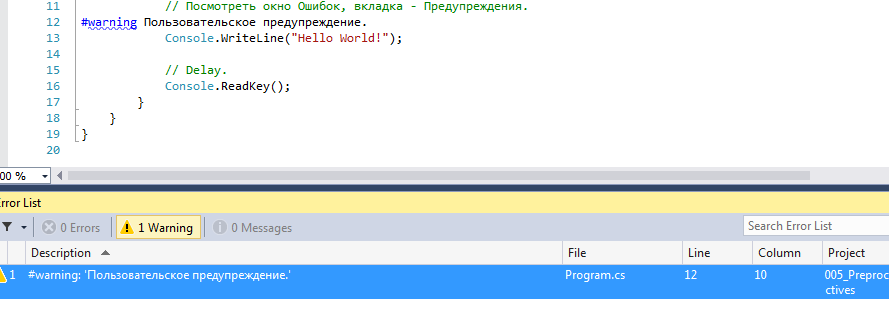 11 // Посмотреть окно Ошибок, вкладка - Предупреждения.
12 #warning Пользовательское предупреждение.
13 Console.WriteLine("Hello World!");
14
15 // Delay.
16 Console.ReadKey();
17 }
18 }
19 }
20
00 %
Error List
0 Errors 1 Warning 0 Messages Search Error List
Description File Line Column Project
1 #warning: 'Пользовательское предупреждение.' Program.cs 12 10 005_Preproc
ctives